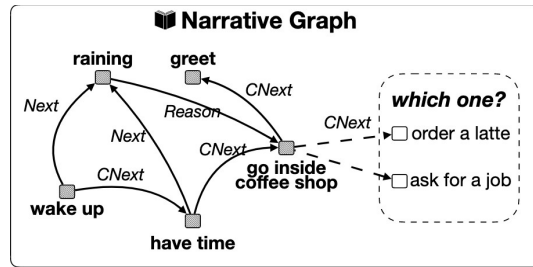 Narrative Graph
raining
greet
CNext
which one?
Next
Reason
CNext
order a latte
Next
CNext
go inside
coffee shop
CNext
ask for a job
wake up
have time